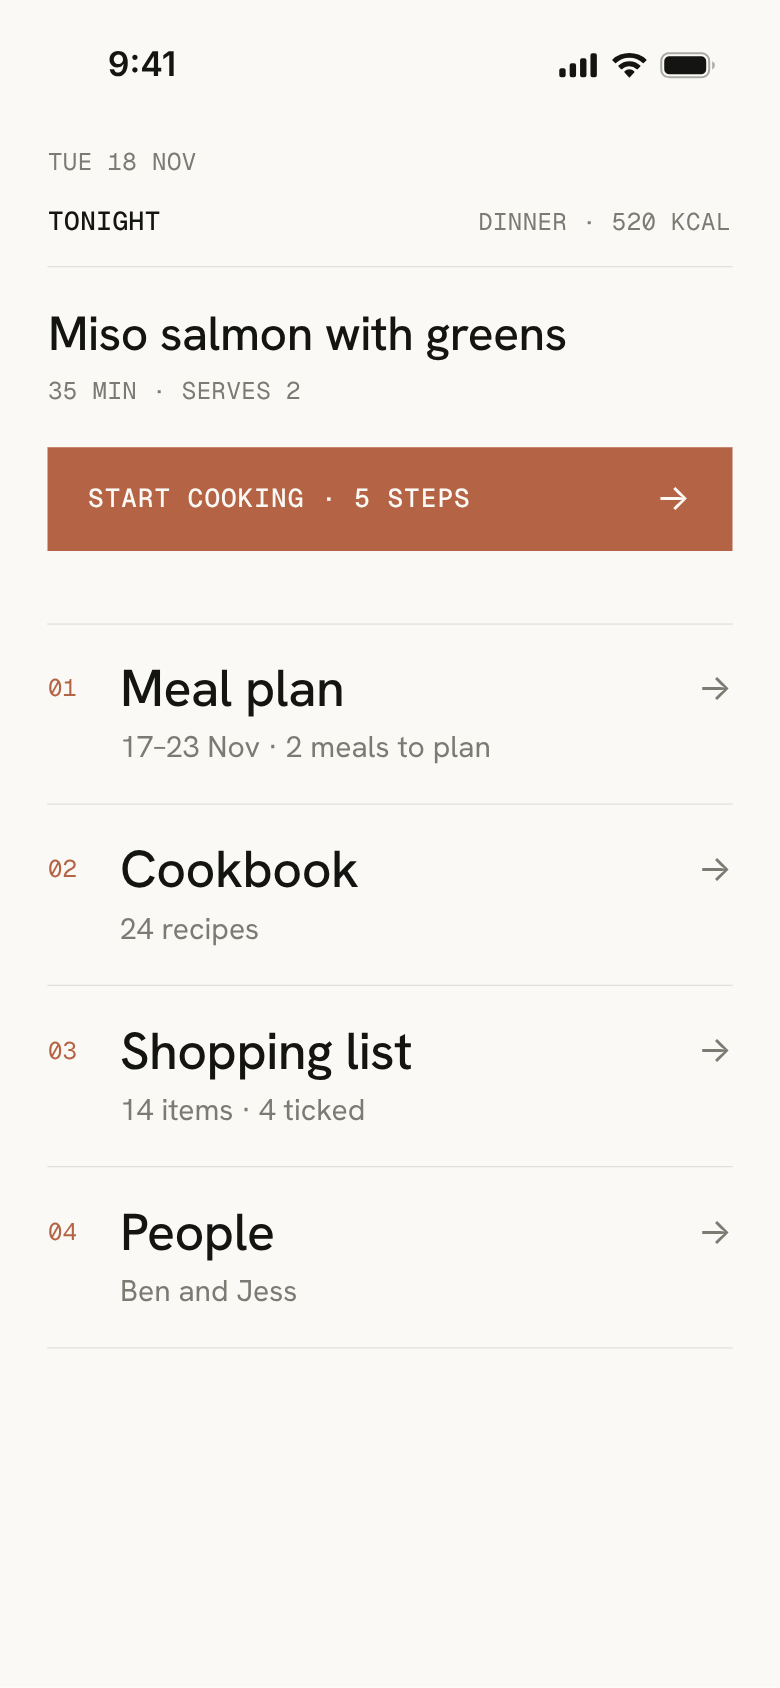 9:41
TUE 18 NOV
TONIGHT DINNER · 520 KCAL
Miso salmon with greens
35 MIN · SERVES 2
START COOKING · 5 STEPS →
01 Meal plan →
17–23 Nov · 2 meals to plan
02 Cookbook →
24 recipes
03 Shopping list →
14 items · 4 ticked
04 People →
Ben and Jess